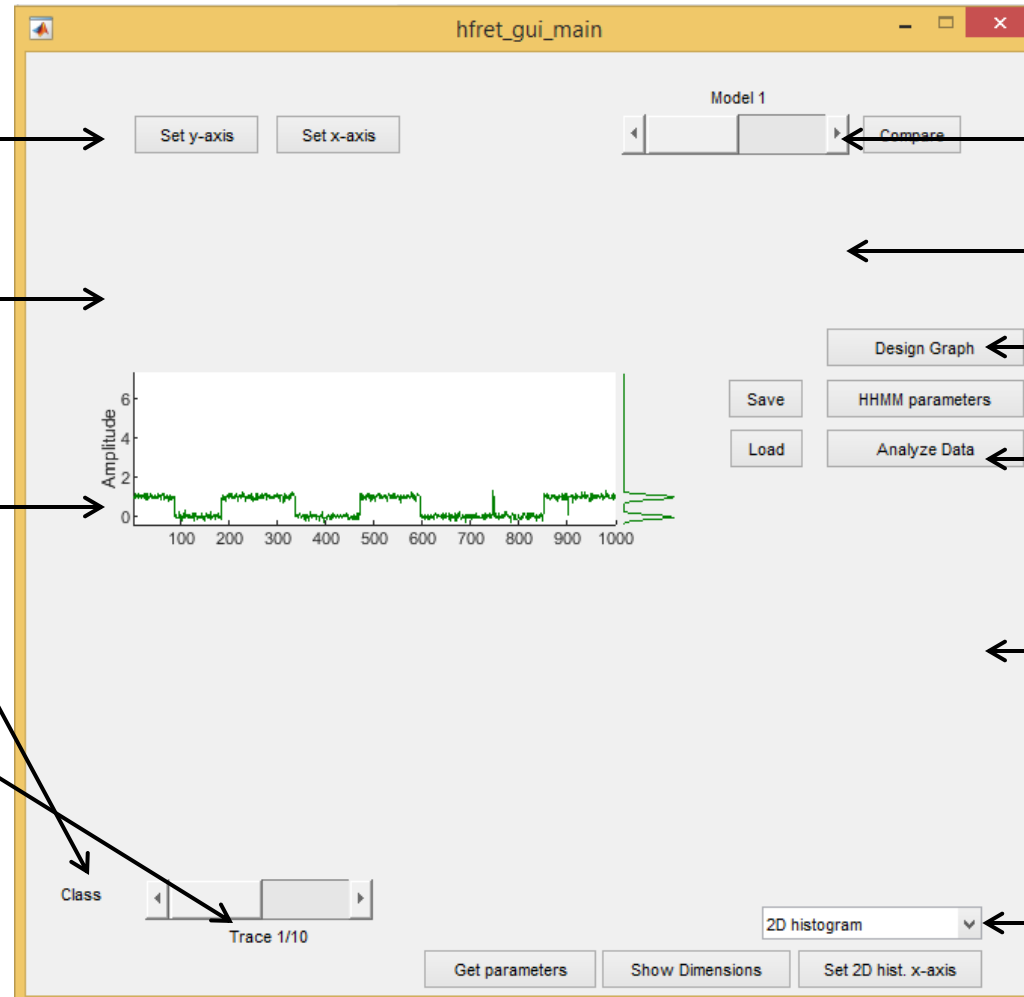 hfret_gui_main
Model 1
Set y-axis
Set x-axis
Compare
Design Graph
Save
HHMM parameters
Load
Analyze Data
Amplitude
6
4
2
0
100 200 300 400 500 600 700 800 900 1000
Class
Trace 1/10
2D histogram
Get parameters
Show Dimensions
Set 2D hist. x-axis